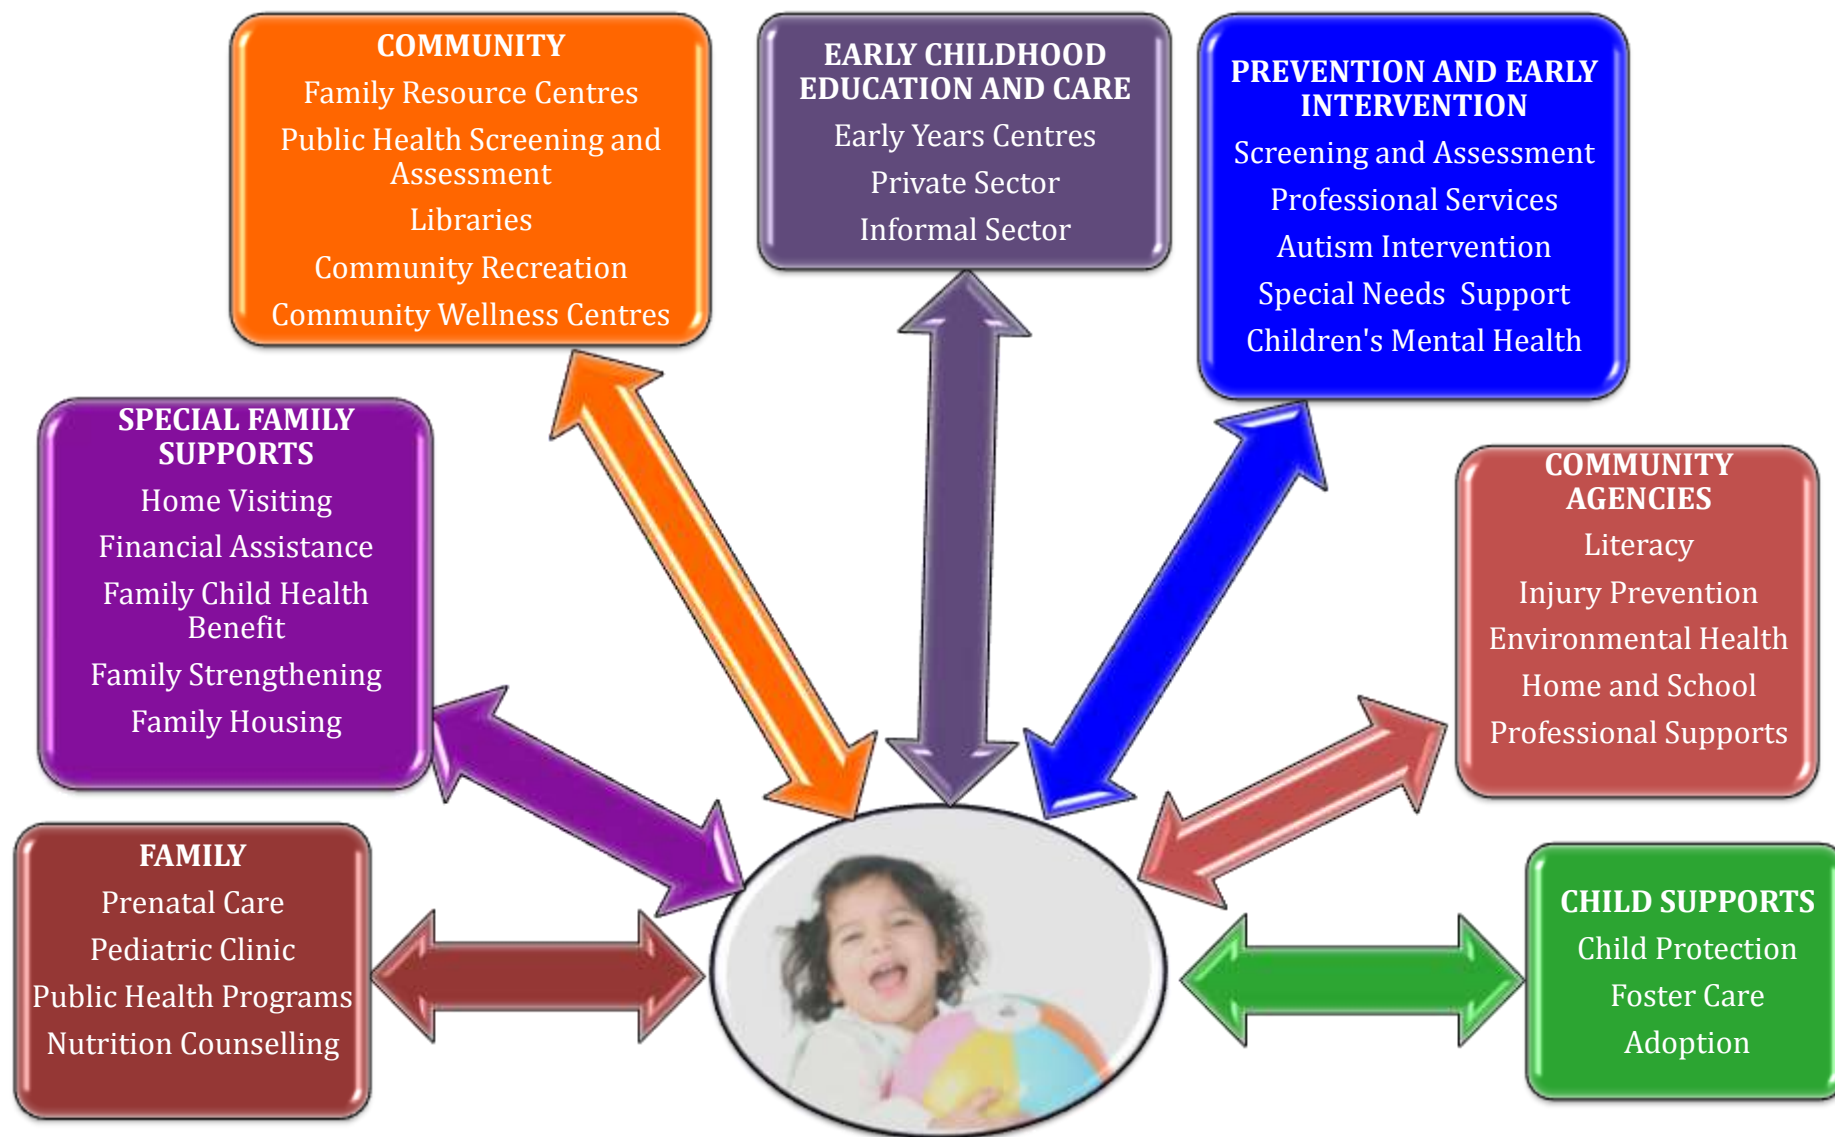 COMMUNITY
Family Resource Centres
Public Health Screening and
Assessment
Libraries
Community Recreation
Community Wellness Centres
EARLY CHILDHOOD
EDUCATION AND CARE
Early Years Centres
Private Sector
Informal Sector
PREVENTION AND EARLY
INTERVENTION
Screening and Assessment
Professional Services
Autism Intervention
Special Needs  Support
Children's Mental Health
SPECIAL FAMILY
SUPPORTS
Home Visiting
Financial Assistance
Family Child Health
Benefit
Family Strengthening
Family Housing
COMMUNITY
AGENCIES
Literacy
Injury Prevention
Environmental Health
Home and School
Professional Supports
FAMILY
Prenatal Care
Pediatric Clinic
Public Health Programs
Nutrition Counselling
CHILD SUPPORTS
Child Protection
Foster Care
Adoption